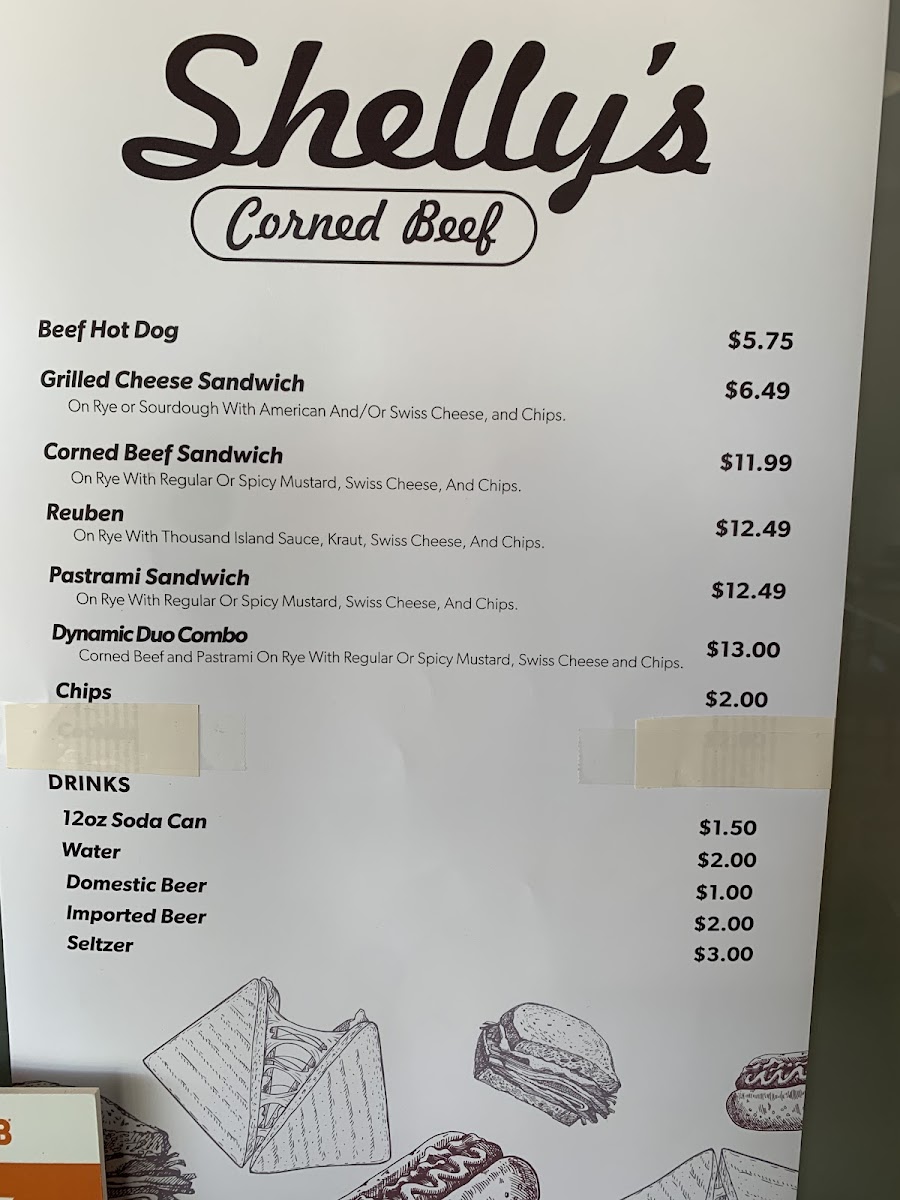 Shelly's
Corned Beef
Beef Hot Dog $5.75
Grilled Cheese Sandwich $6.49
On Rye or Sourdough With American And/Or Swiss Cheese, and Chips.
Corned Beef Sandwich $11.99
On Rye With Regular Or Spicy Mustard, Swiss Cheese, And Chips.
Reuben $12.49
On Rye With Thousand Island Sauce, Kraut, Swiss Cheese, And Chips.
Pastrami Sandwich $12.49
On Rye With Regular Or Spicy Mustard, Swiss Cheese, And Chips.
Dynamic Duo Combo $13.00
Corned Beef and Pastrami On Rye With Regular Or Spicy Mustard, Swiss Cheese and Chips.
Chips $2.00
DRINKS
12oz Soda Can $1.50
Water $2.00
Domestic Beer $1.00
Imported Beer $2.00
Seltzer $3.00